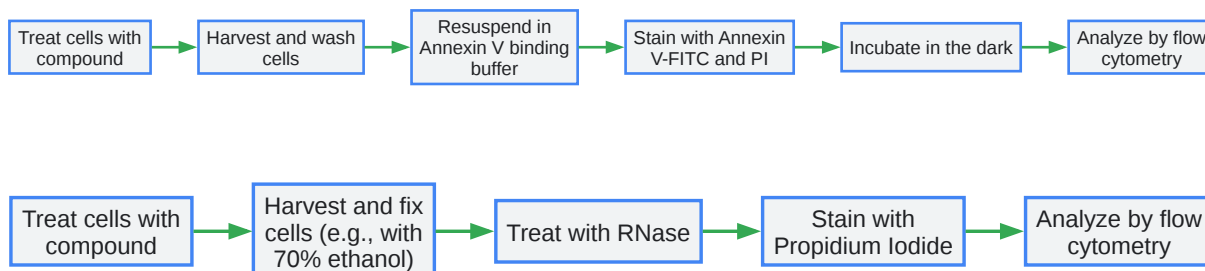 Treat cells with
compound
Harvest and wash
cells
Resuspend in
Annexin V binding
buffer
Stain with Annexin
V-FITC and PI
Incubate in the dark
Analyze by flow
cytometry
Treat cells with
compound
Harvest and fix
cells (e.g., with
70% ethanol)
Treat with RNase
Stain with
Propidium Iodide
Analyze by flow
cytometry